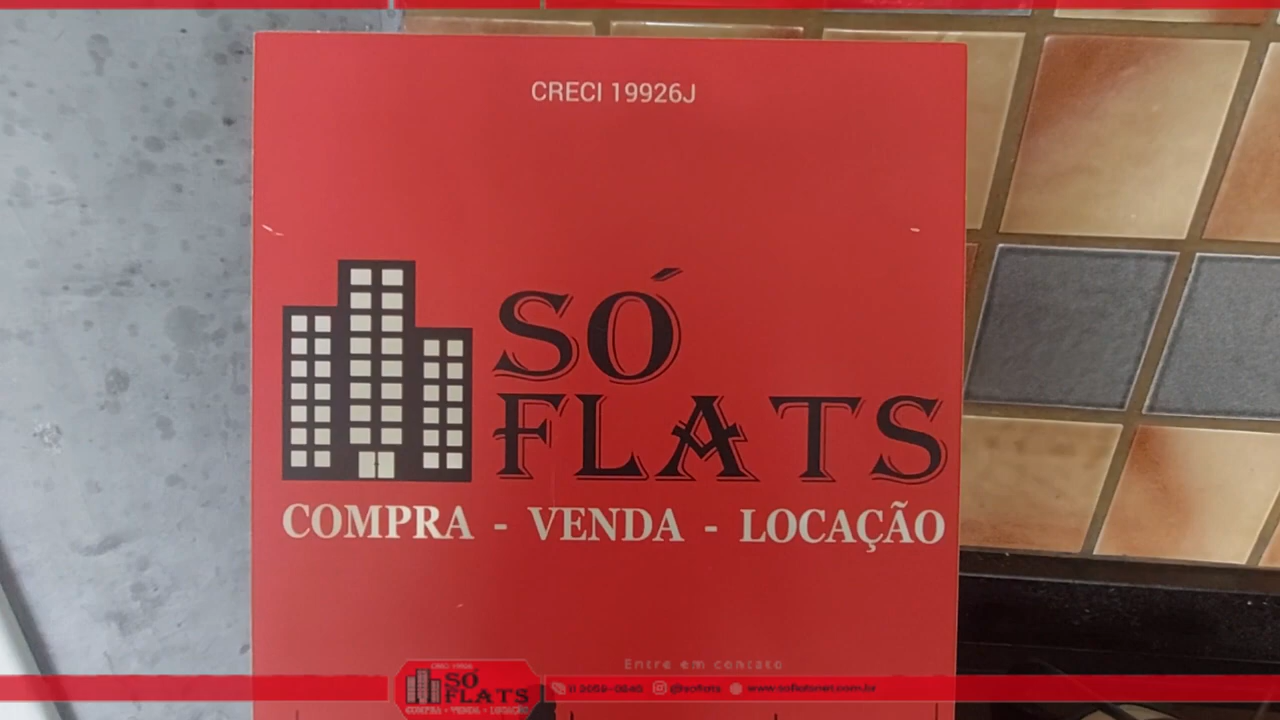 CRECI 19926J
SÓ
FLATS
COMPRA - VENDA - LOCAÇÃO
Entre em contato
SÓ
FLATS
COMPRA - VENDA - LOCAÇÃO
@soflats